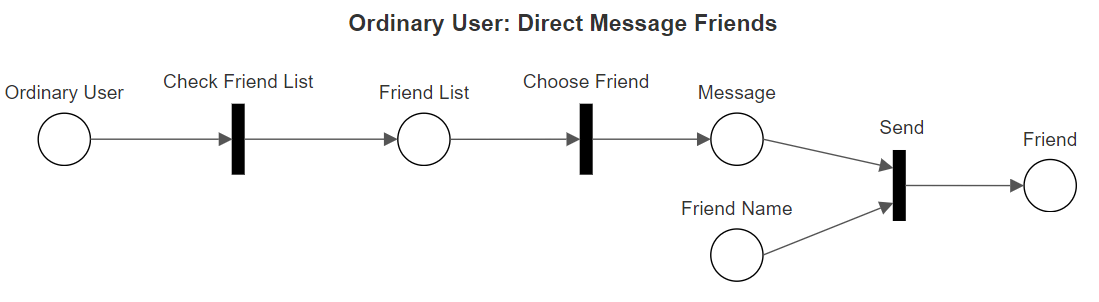 Ordinary User: Direct Message Friends
Ordinary User
Check Friend List
Friend List
Choose Friend
Message
Send
Friend
Friend Name